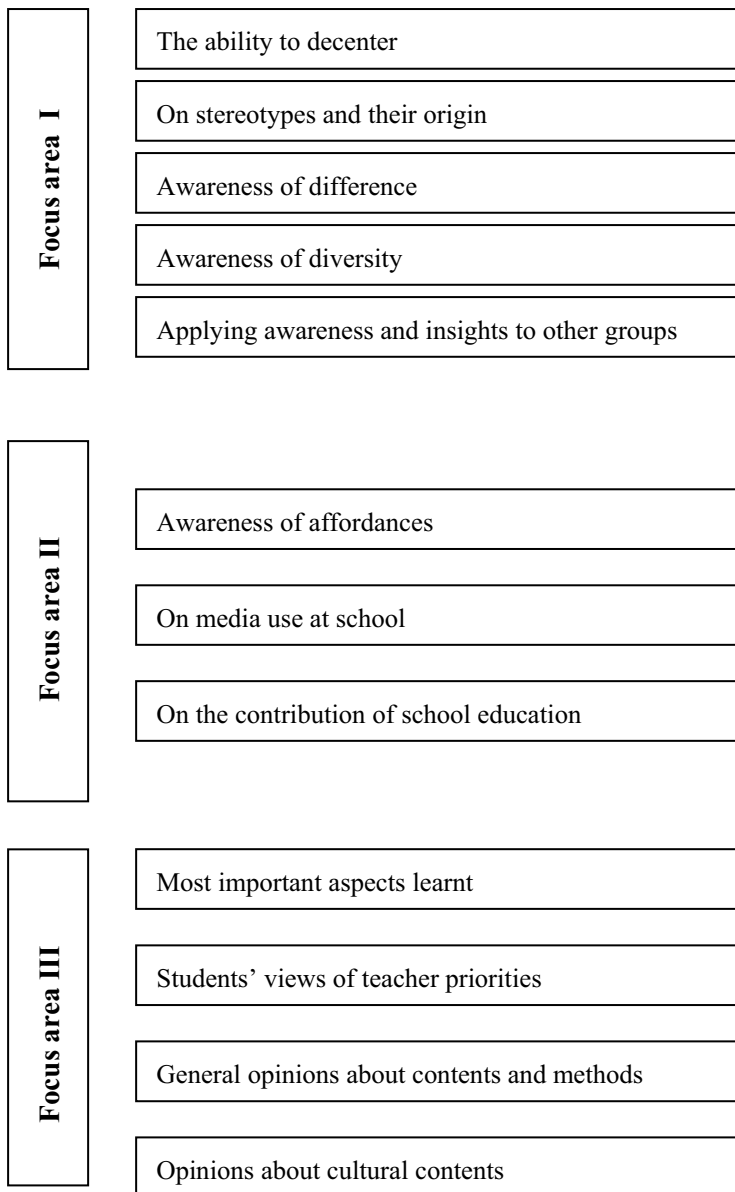 Focus area I
The ability to decenter
On stereotypes and their origin
Awareness of difference
Awareness of diversity
Applying awareness and insights to other groups
Focus area II
Awareness of affordances
On media use at school
On the contribution of school education
Focus area III
Most important aspects learnt
Students’ views of teacher priorities
General opinions about contents and methods
Opinions about cultural contents